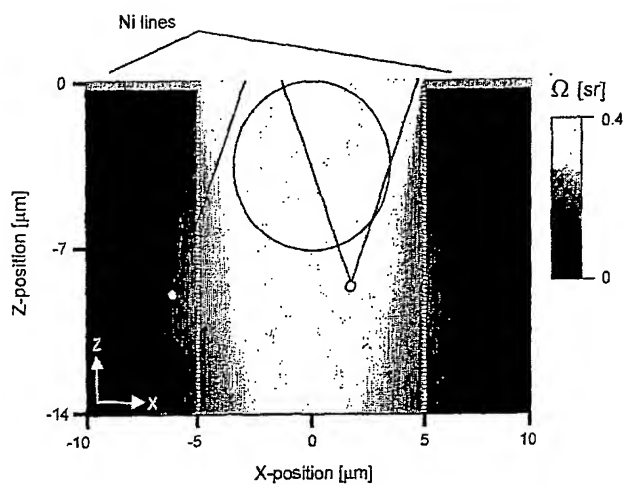 Ni lines
Ω [sr]
0.4
0
0
-7
-14
Z-position [μm]
Z
X
-10
-5
0
5
10
X-position [μm]